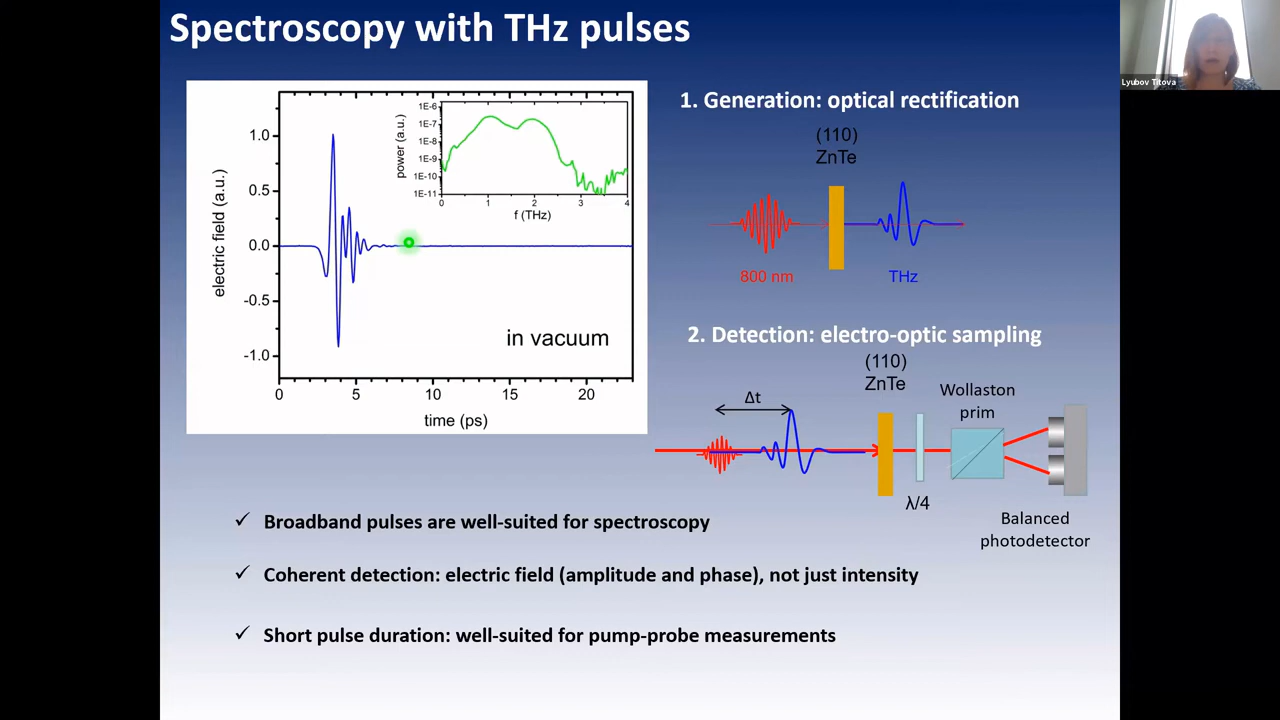 Spectroscopy with THz pulses
Lyubov Titova
1.0
0.5
0.0
-0.5
-1.0
electric field (a.u.)
0
5
10
15
20
time (ps)
in vacuum
1E-6
1E-7
1E-8
1E-9
1E-10
1E-11
power (a.u.)
0
1
2
3
4
f (THz)
1. Generation: optical rectification
(110)
ZnTe
800 nm
THz
2. Detection: electro-optic sampling
(110)
ZnTe
Wollaston
prim
Δt
λ/4
Balanced
photodetector
✓ Broadband pulses are well-suited for spectroscopy
✓ Coherent detection: electric field (amplitude and phase), not just intensity
✓ Short pulse duration: well-suited for pump-probe measurements